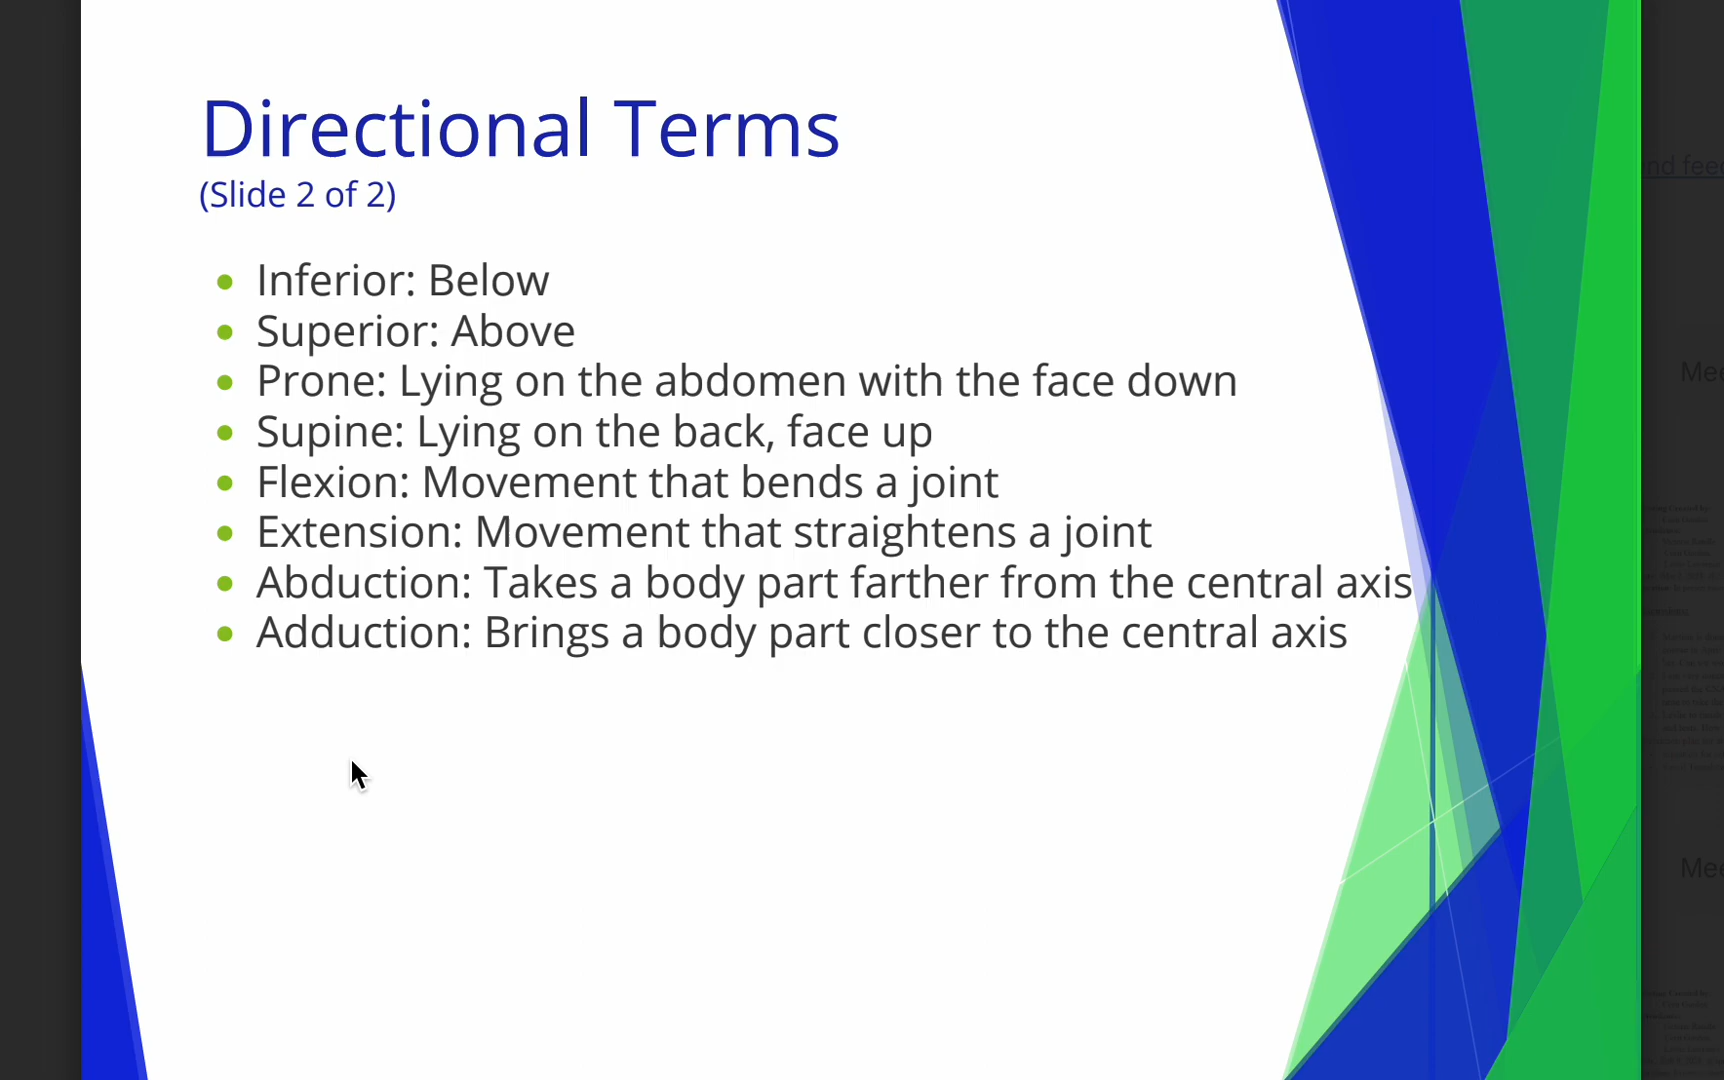 Directional Terms
(Slide 2 of 2)
Inferior: Below
Superior: Above
Prone: Lying on the abdomen with the face down
Supine: Lying on the back, face up
Flexion: Movement that bends a joint
Extension: Movement that straightens a joint
Abduction: Takes a body part farther from the central axis
Adduction: Brings a body part closer to the central axis